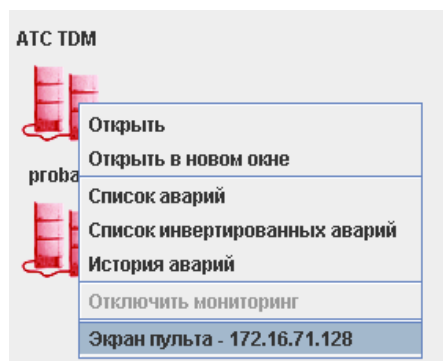 АТС TDM
Открыть
Открыть в новом окне
proba
Список аварий
Список инвертированных аварий
История аварий
Отключить мониторинг
Экран пульта - 172.16.71.128